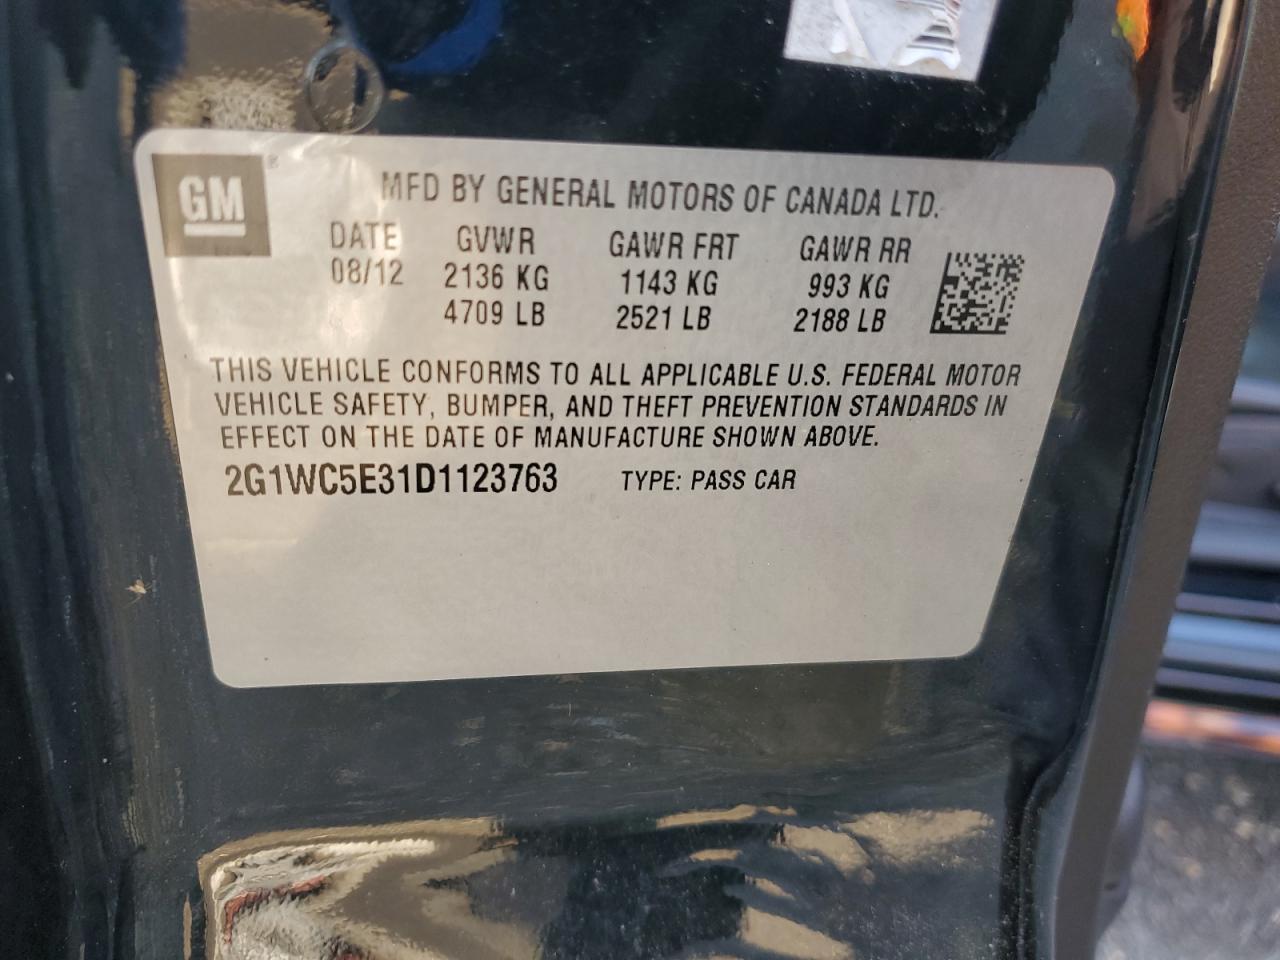 GM ®
MFD BY GENERAL MOTORS OF CANADA LTD.
DATE GVWR GAWR FRT GAWR RR
08/12 2136 KG 1143 KG 993 KG
4709 LB 2521 LB 2188 LB
THIS VEHICLE CONFORMS TO ALL APPLICABLE U.S. FEDERAL MOTOR
VEHICLE SAFETY, BUMPER, AND THEFT PREVENTION STANDARDS IN
EFFECT ON THE DATE OF MANUFACTURE SHOWN ABOVE.
2G1WC5E31D1123763 TYPE: PASS CAR